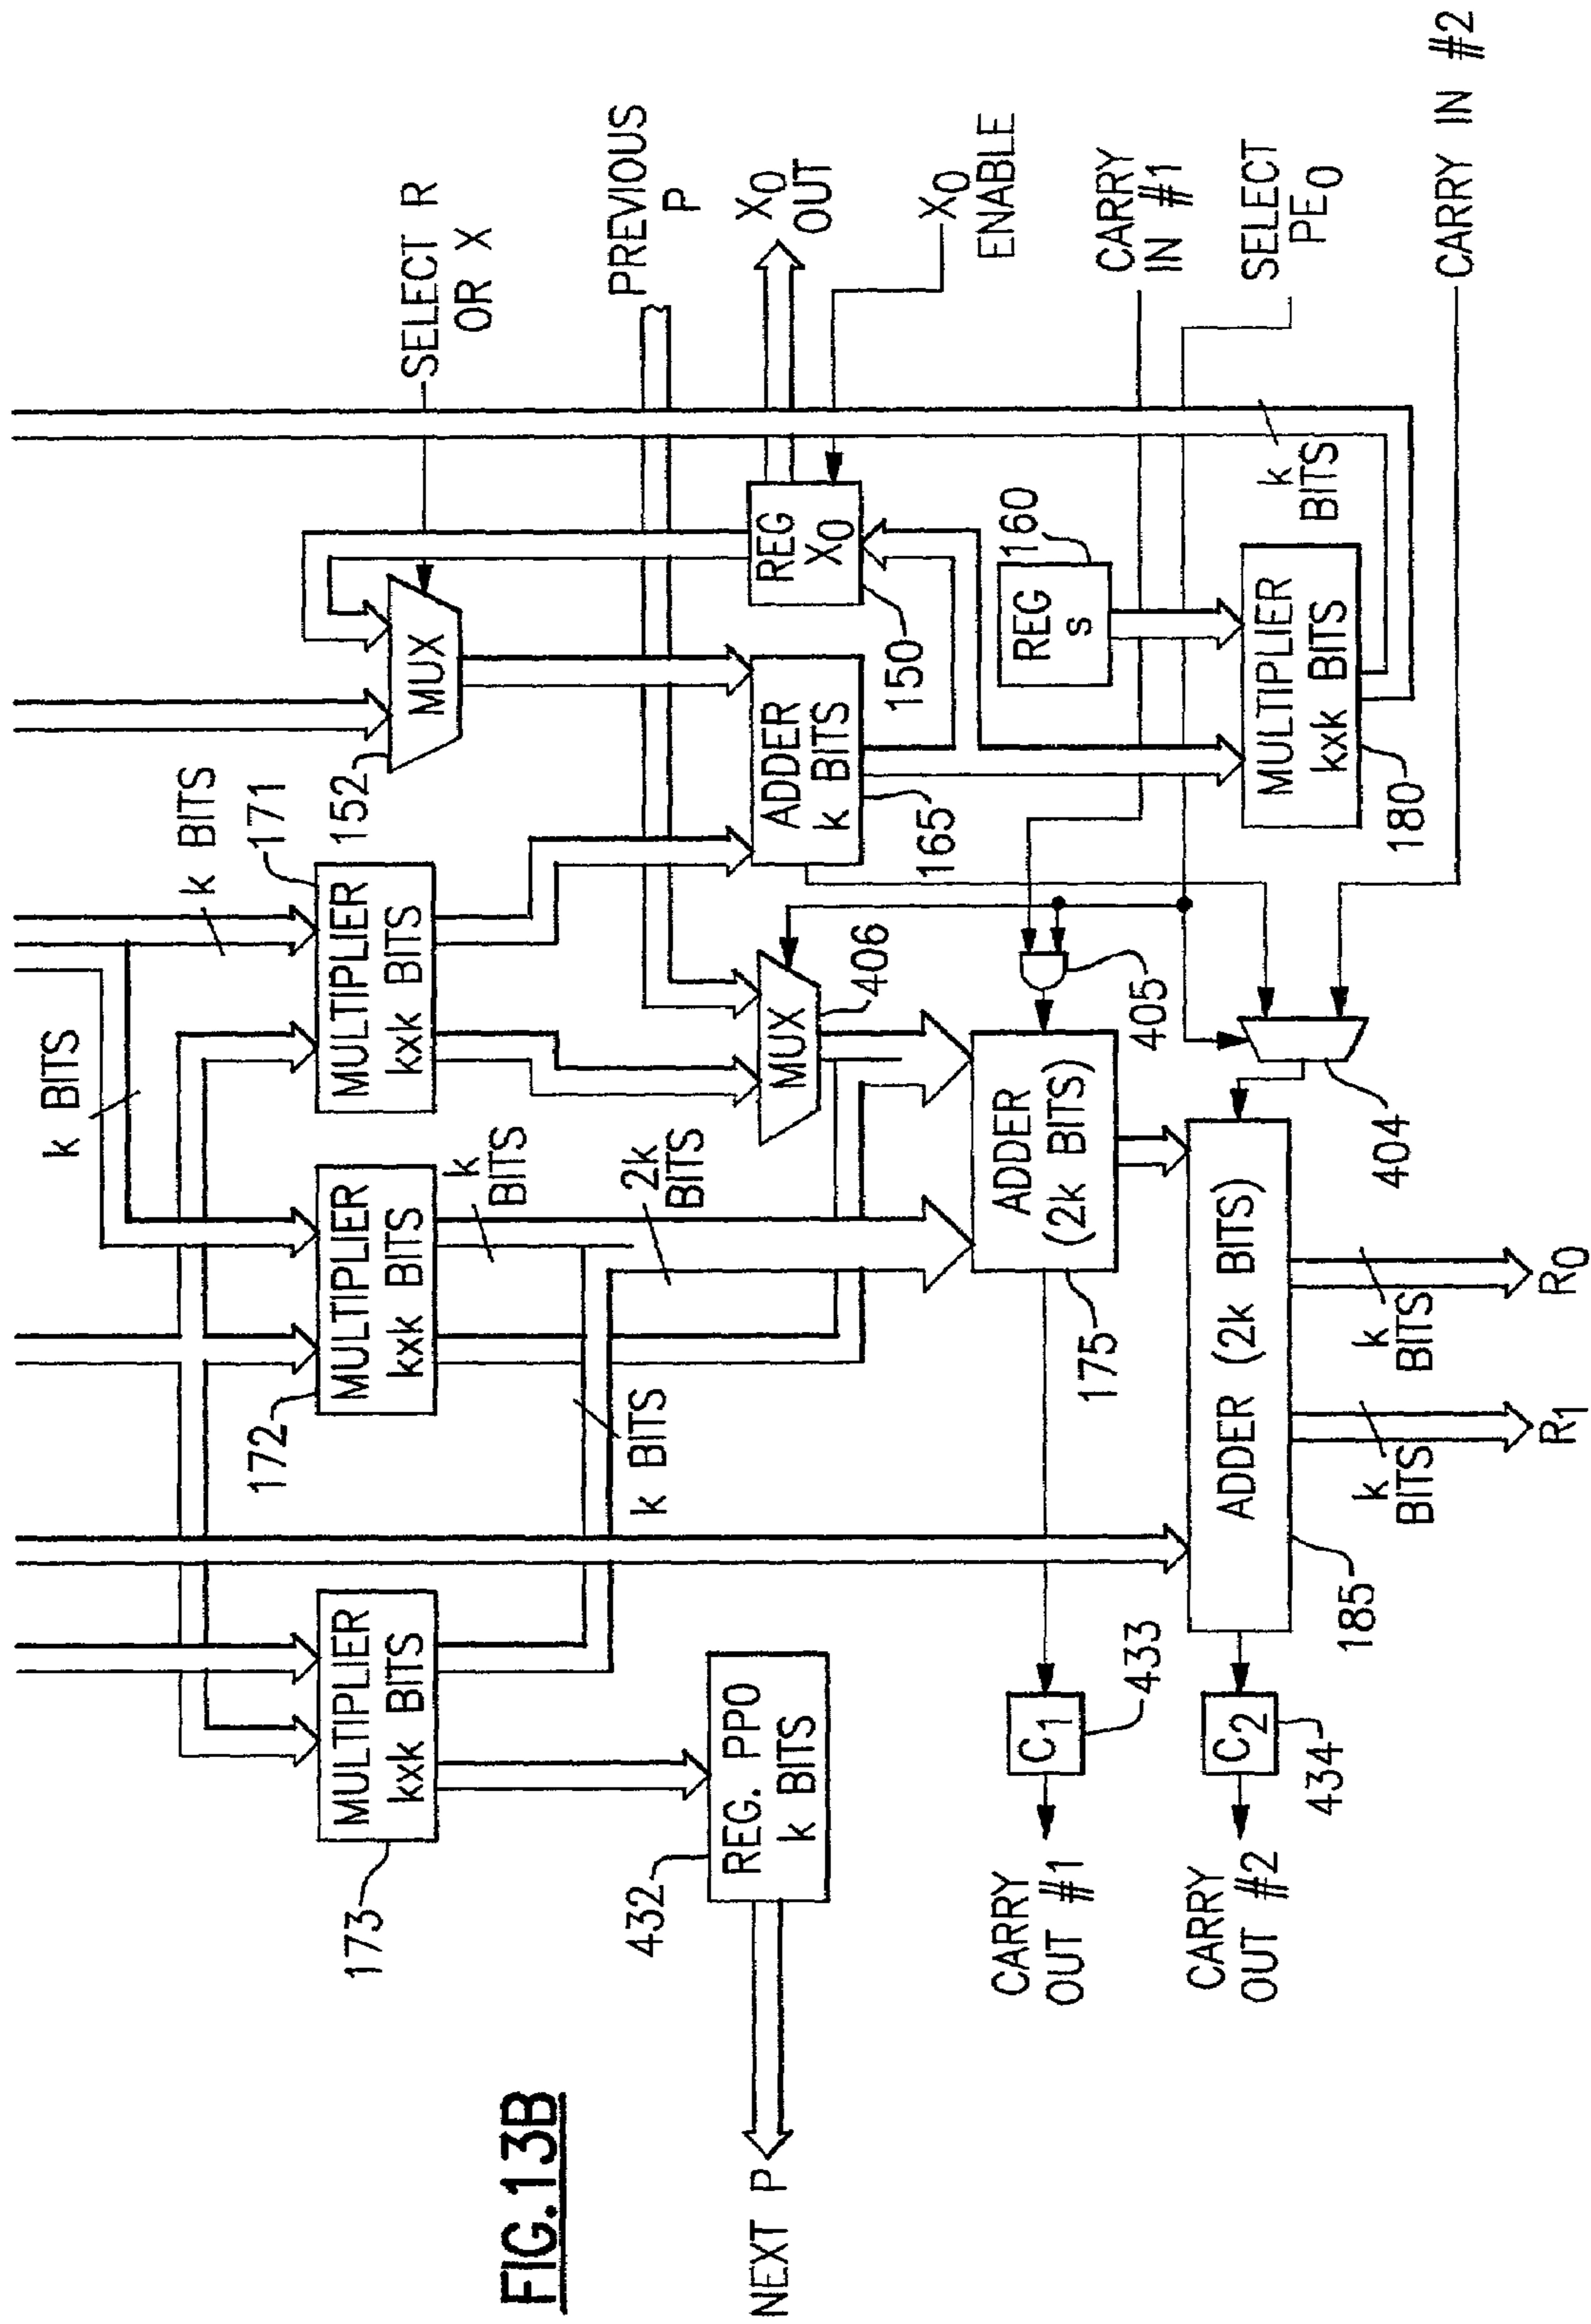 SELECT R
OR X
PREVIOUS
P
X0
OUT
X0
ENABLE
CARRY
IN #1
SELECT
PE0
CARRY IN #2
k BITS
171
152
MUX
k BITS
MULTIPLIER
kxk BITS
MULTIPLIER
kxk BITS
172
MULTIPLIER
kxk BITS
173
k
BITS
2k
BITS
k BITS
MUX
406
ADDER
k BITS
165
REG
X0
150
REG
s
160
k
BITS
MULTIPLIER
kxk BITS
180
405
404
ADDER
(2k BITS)
175
ADDER (2k BITS)
185
k
BITS
R0
k
BITS
R1
REG. PP0
k BITS
432
NEXT P
C1
433
CARRY
OUT #1
C2
434
CARRY
OUT #2
FIG.13B